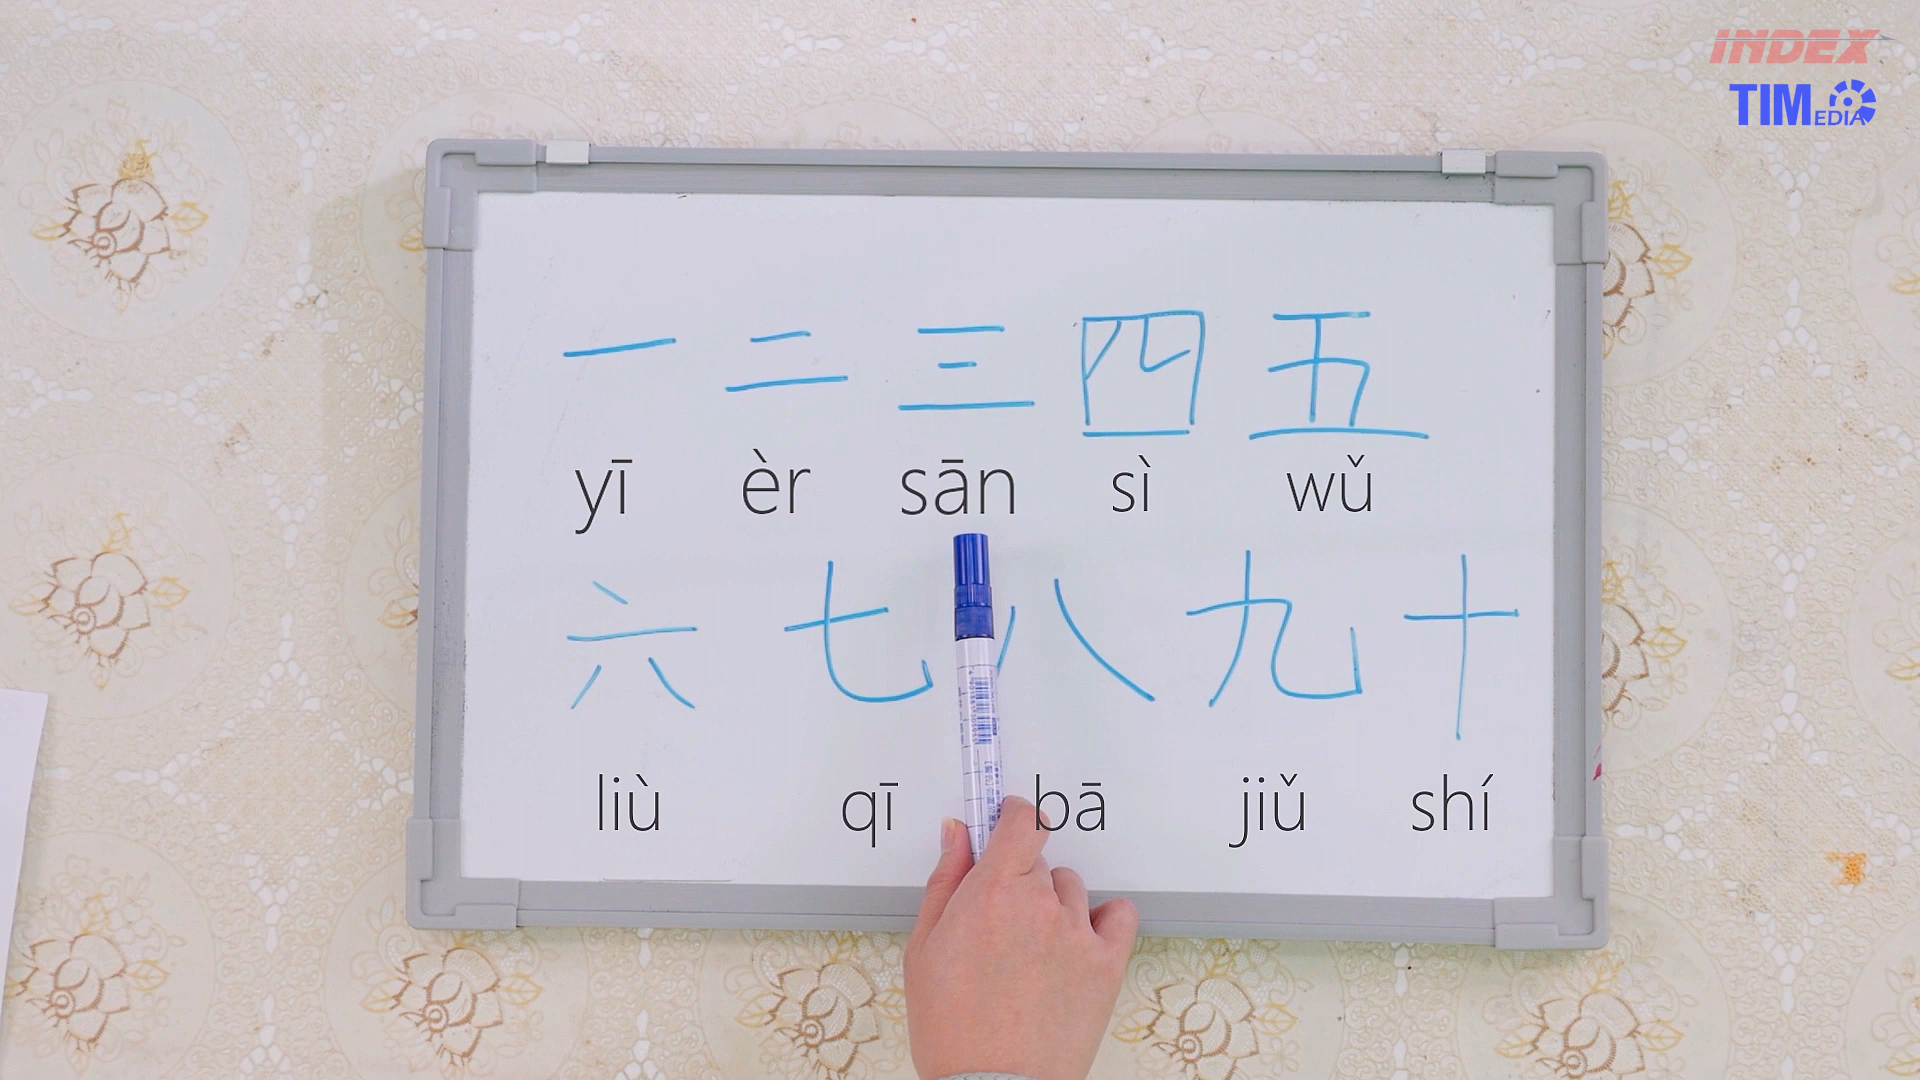 INDEX
TIMEDIA
一 二 三 四 五
yī èr sān sì wǔ
六 七 八 九 十
liù qī bā jiǔ shí